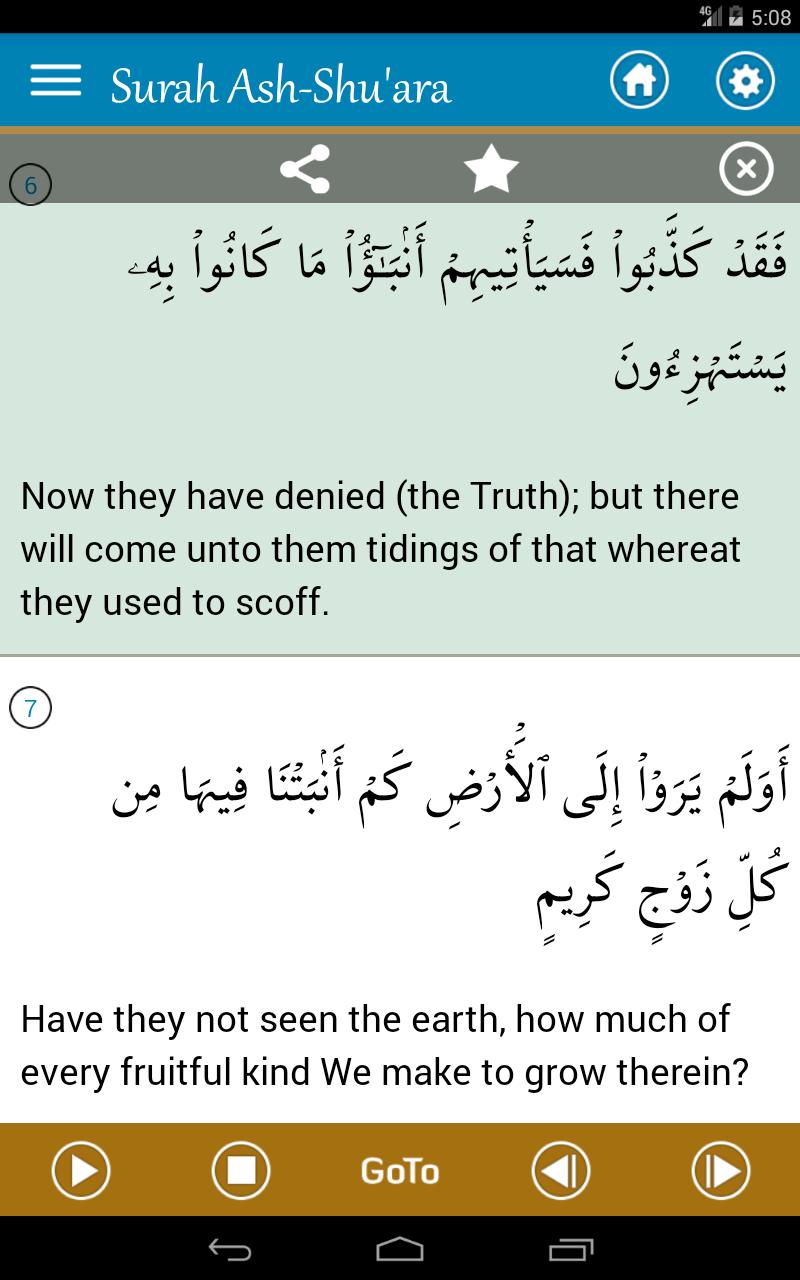 4G 5:08
Surah Ash-Shu'ara
6
فَقَدْ كَذَّبُوا۟ فَسَيَأْتِيهِمْ أَنۢبَـٰٓؤُا۟ مَا كَانُوا۟ بِهِۦ
يَسْتَهْزِءُونَ
Now they have denied (the Truth); but there
will come unto them tidings of that whereat
they used to scoff.
7
أَوَلَمْ يَرَوْا۟ إِلَى ٱلْأَرْضِ كَمْ أَنۢبَتْنَا فِيهَا مِن
كُلِّ زَوْجٍ كَرِيمٍ
Have they not seen the earth, how much of
every fruitful kind We make to grow therein?
GoTo